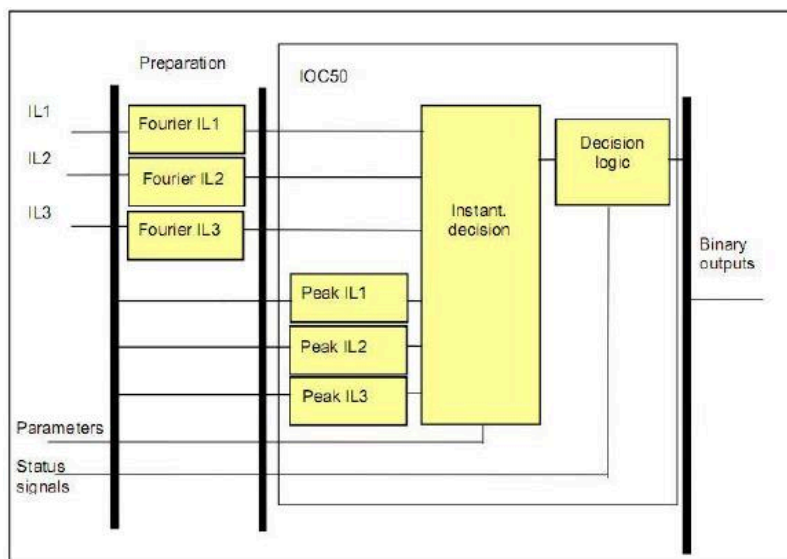 Preparation
IOC50
IL1
Fourier IL1
IL2
Fourier IL2
IL3
Fourier IL3
Peak IL1
Peak IL2
Peak IL3
Instant.
decision
Decision
logic
Binary
outputs
Parameters
Status
signals